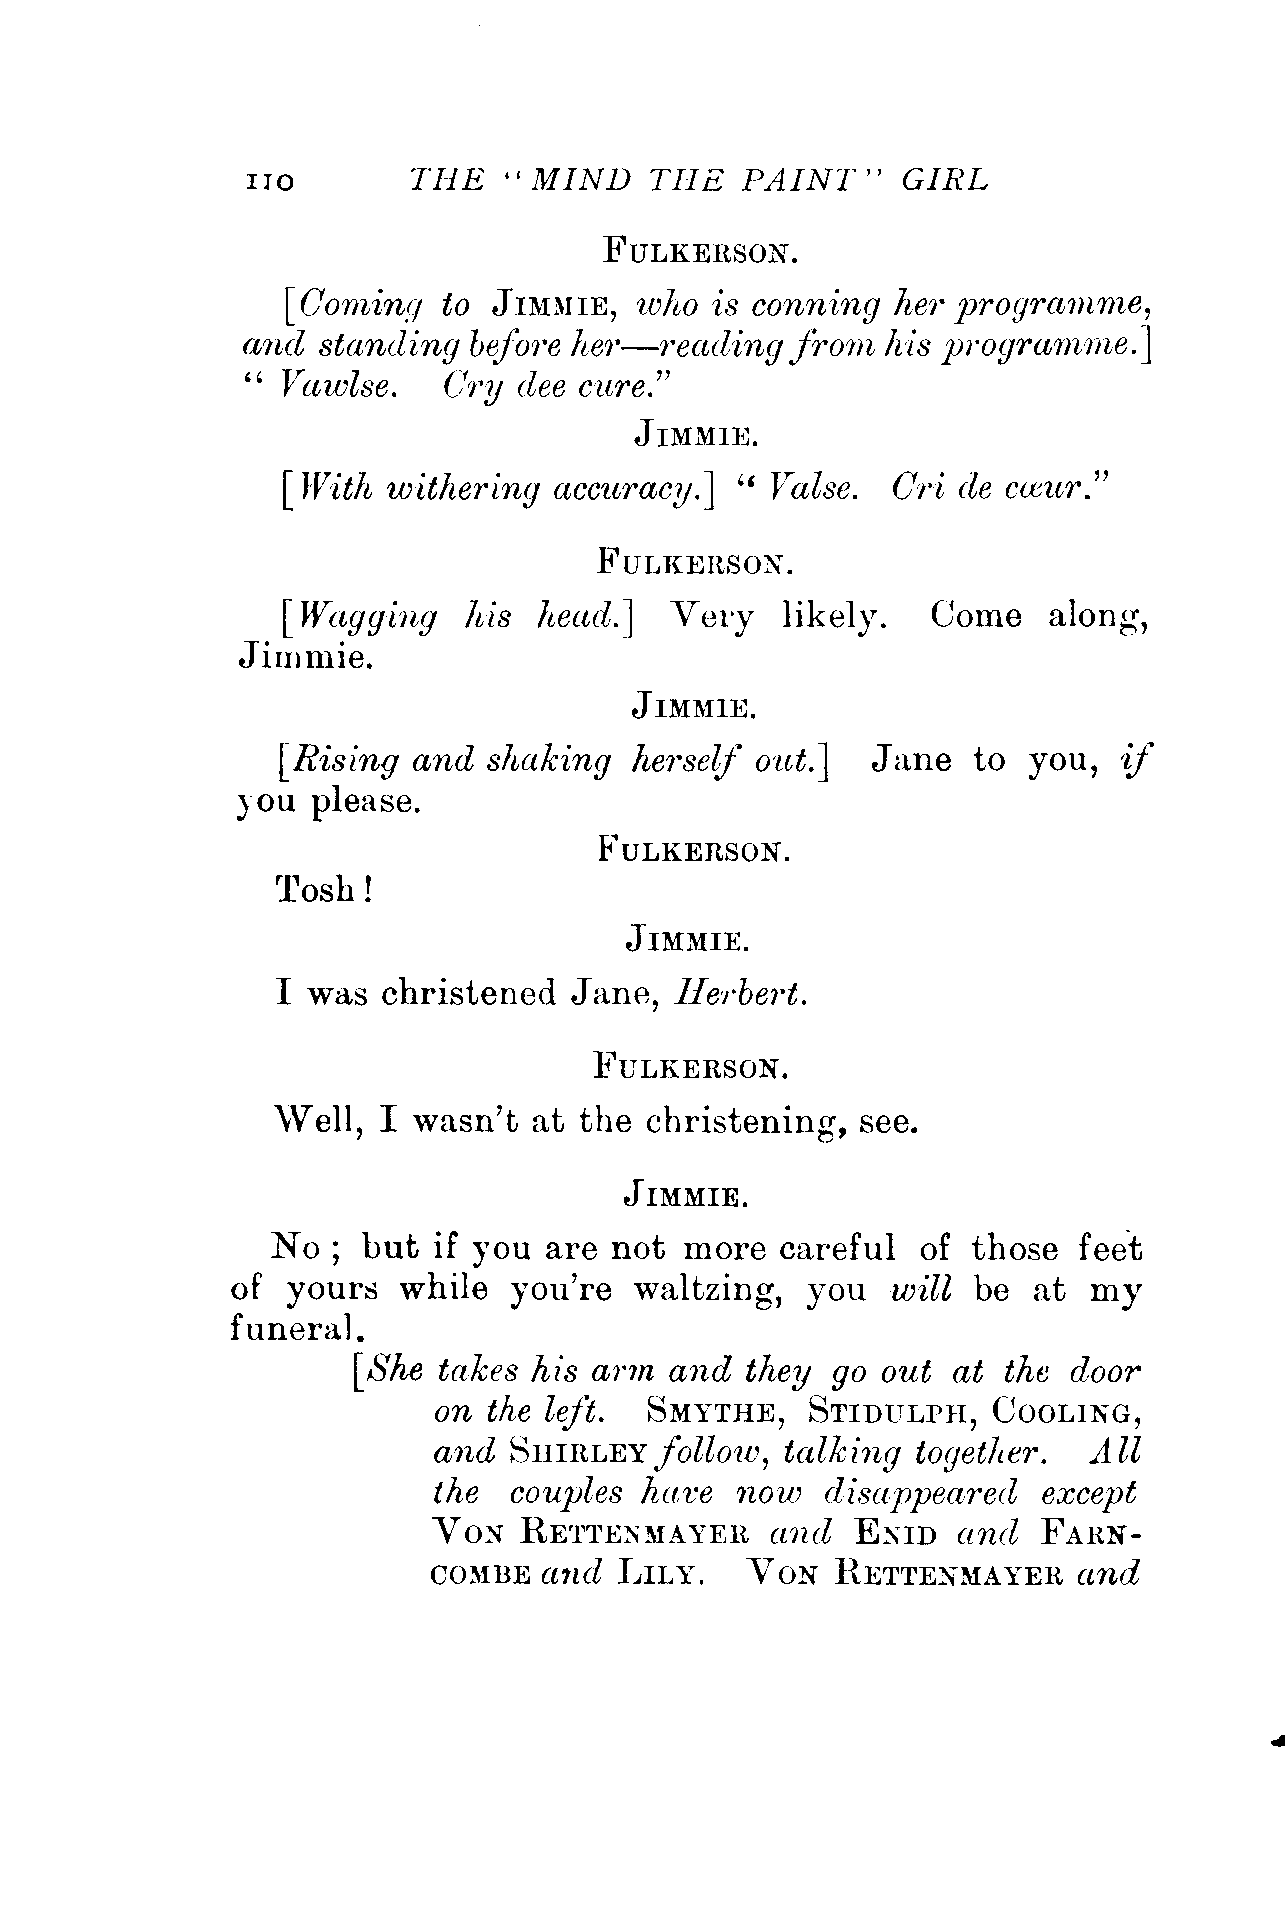 110 THE "MIND THE PAINT" GIRL
FULKERSON.
[Coming to JIMMIE, who is conning her programme,
and standing before her—reading from his programme.]
" Vawlse. Cry dee cure."
JIMMIE.
[With withering accuracy.] " Valse. Cri de cœur."
FULKERSON.
[Wagging his head.] Very likely. Come along,
Jimmie.
JIMMIE.
[Rising and shaking herself out.] Jane to you, if
you please.
FULKERSON.
Tosh !
JIMMIE.
I was christened Jane, Herbert.
FULKERSON.
Well, I wasn't at the christening, see.
JIMMIE.
No ; but if you are not more careful of those feet
of yours while you're waltzing, you will be at my
funeral.
[She takes his arm and they go out at the door
on the left. SMYTHE, STIDULPH, COOLING,
and SHIRLEY follow, talking together. All
the couples have now disappeared except
VON RETTENMAYER and ENID and FARN-
COMBE and LILY. VON RETTENMAYER and